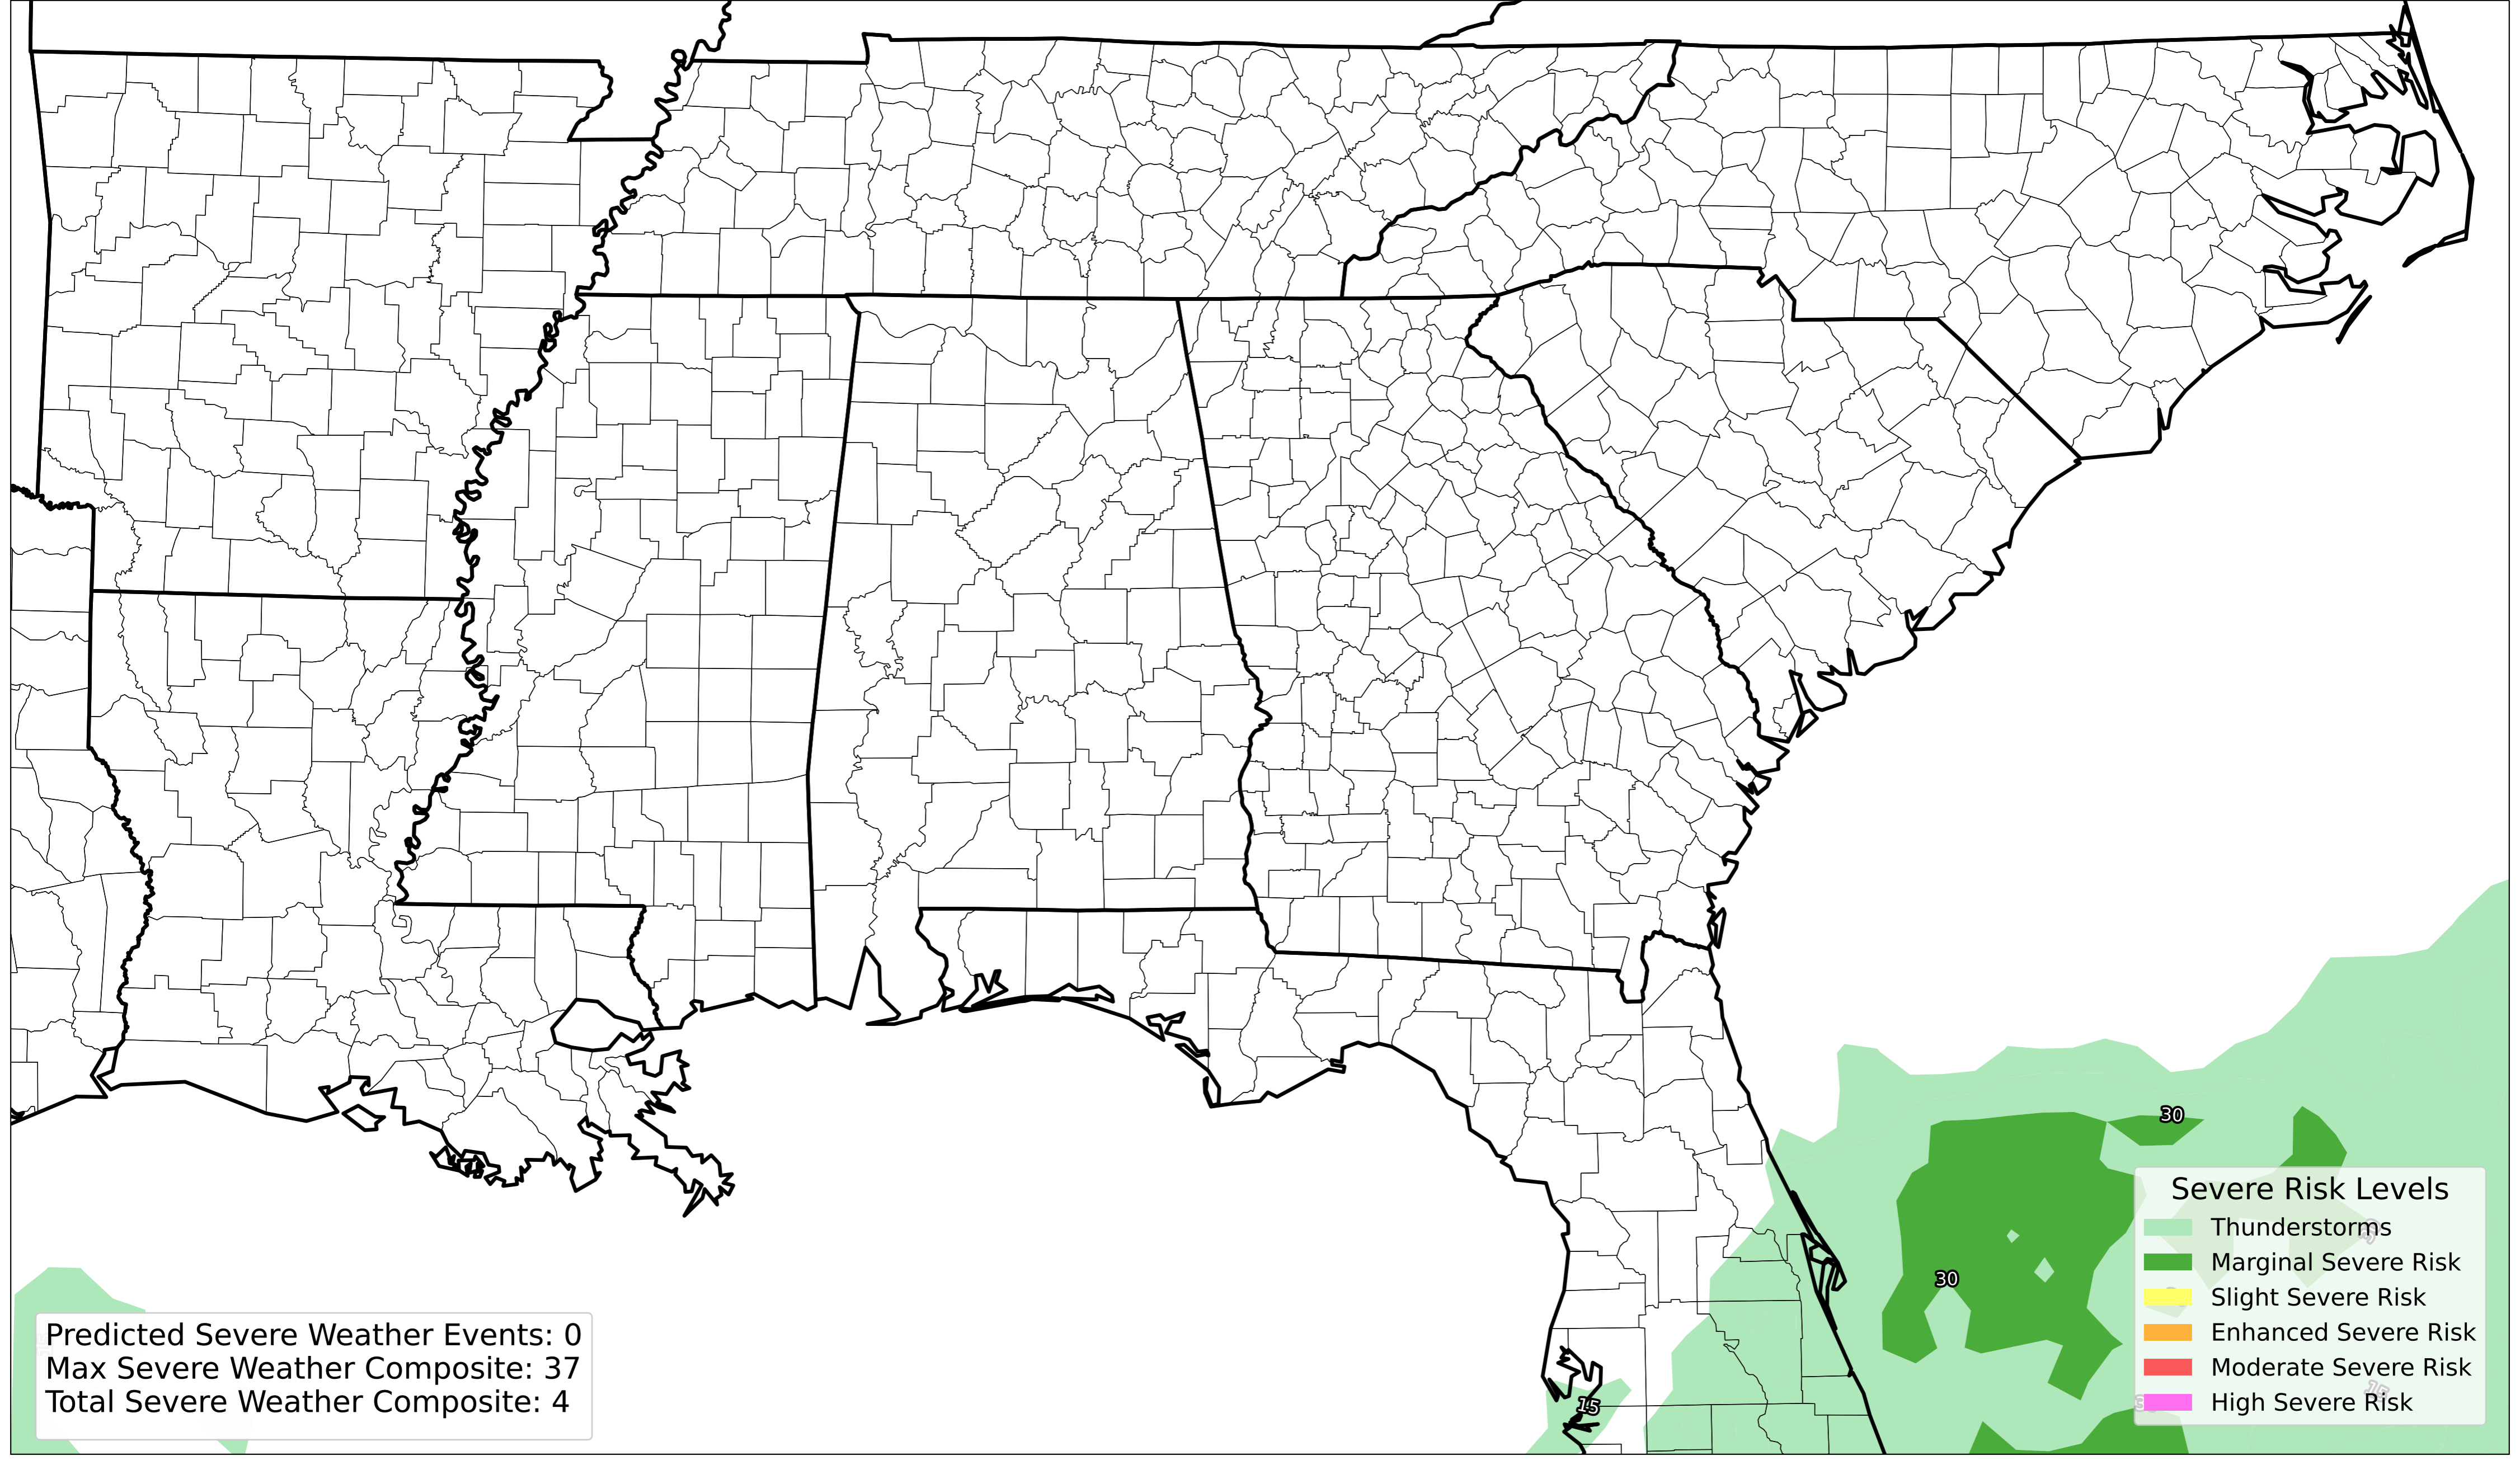 30
30
15
Severe Risk Levels
Thunderstorms
Marginal Severe Risk
Slight Severe Risk
Enhanced Severe Risk
Moderate Severe Risk
High Severe Risk
Predicted Severe Weather Events: 0
Max Severe Weather Composite: 37
Total Severe Weather Composite: 4
15